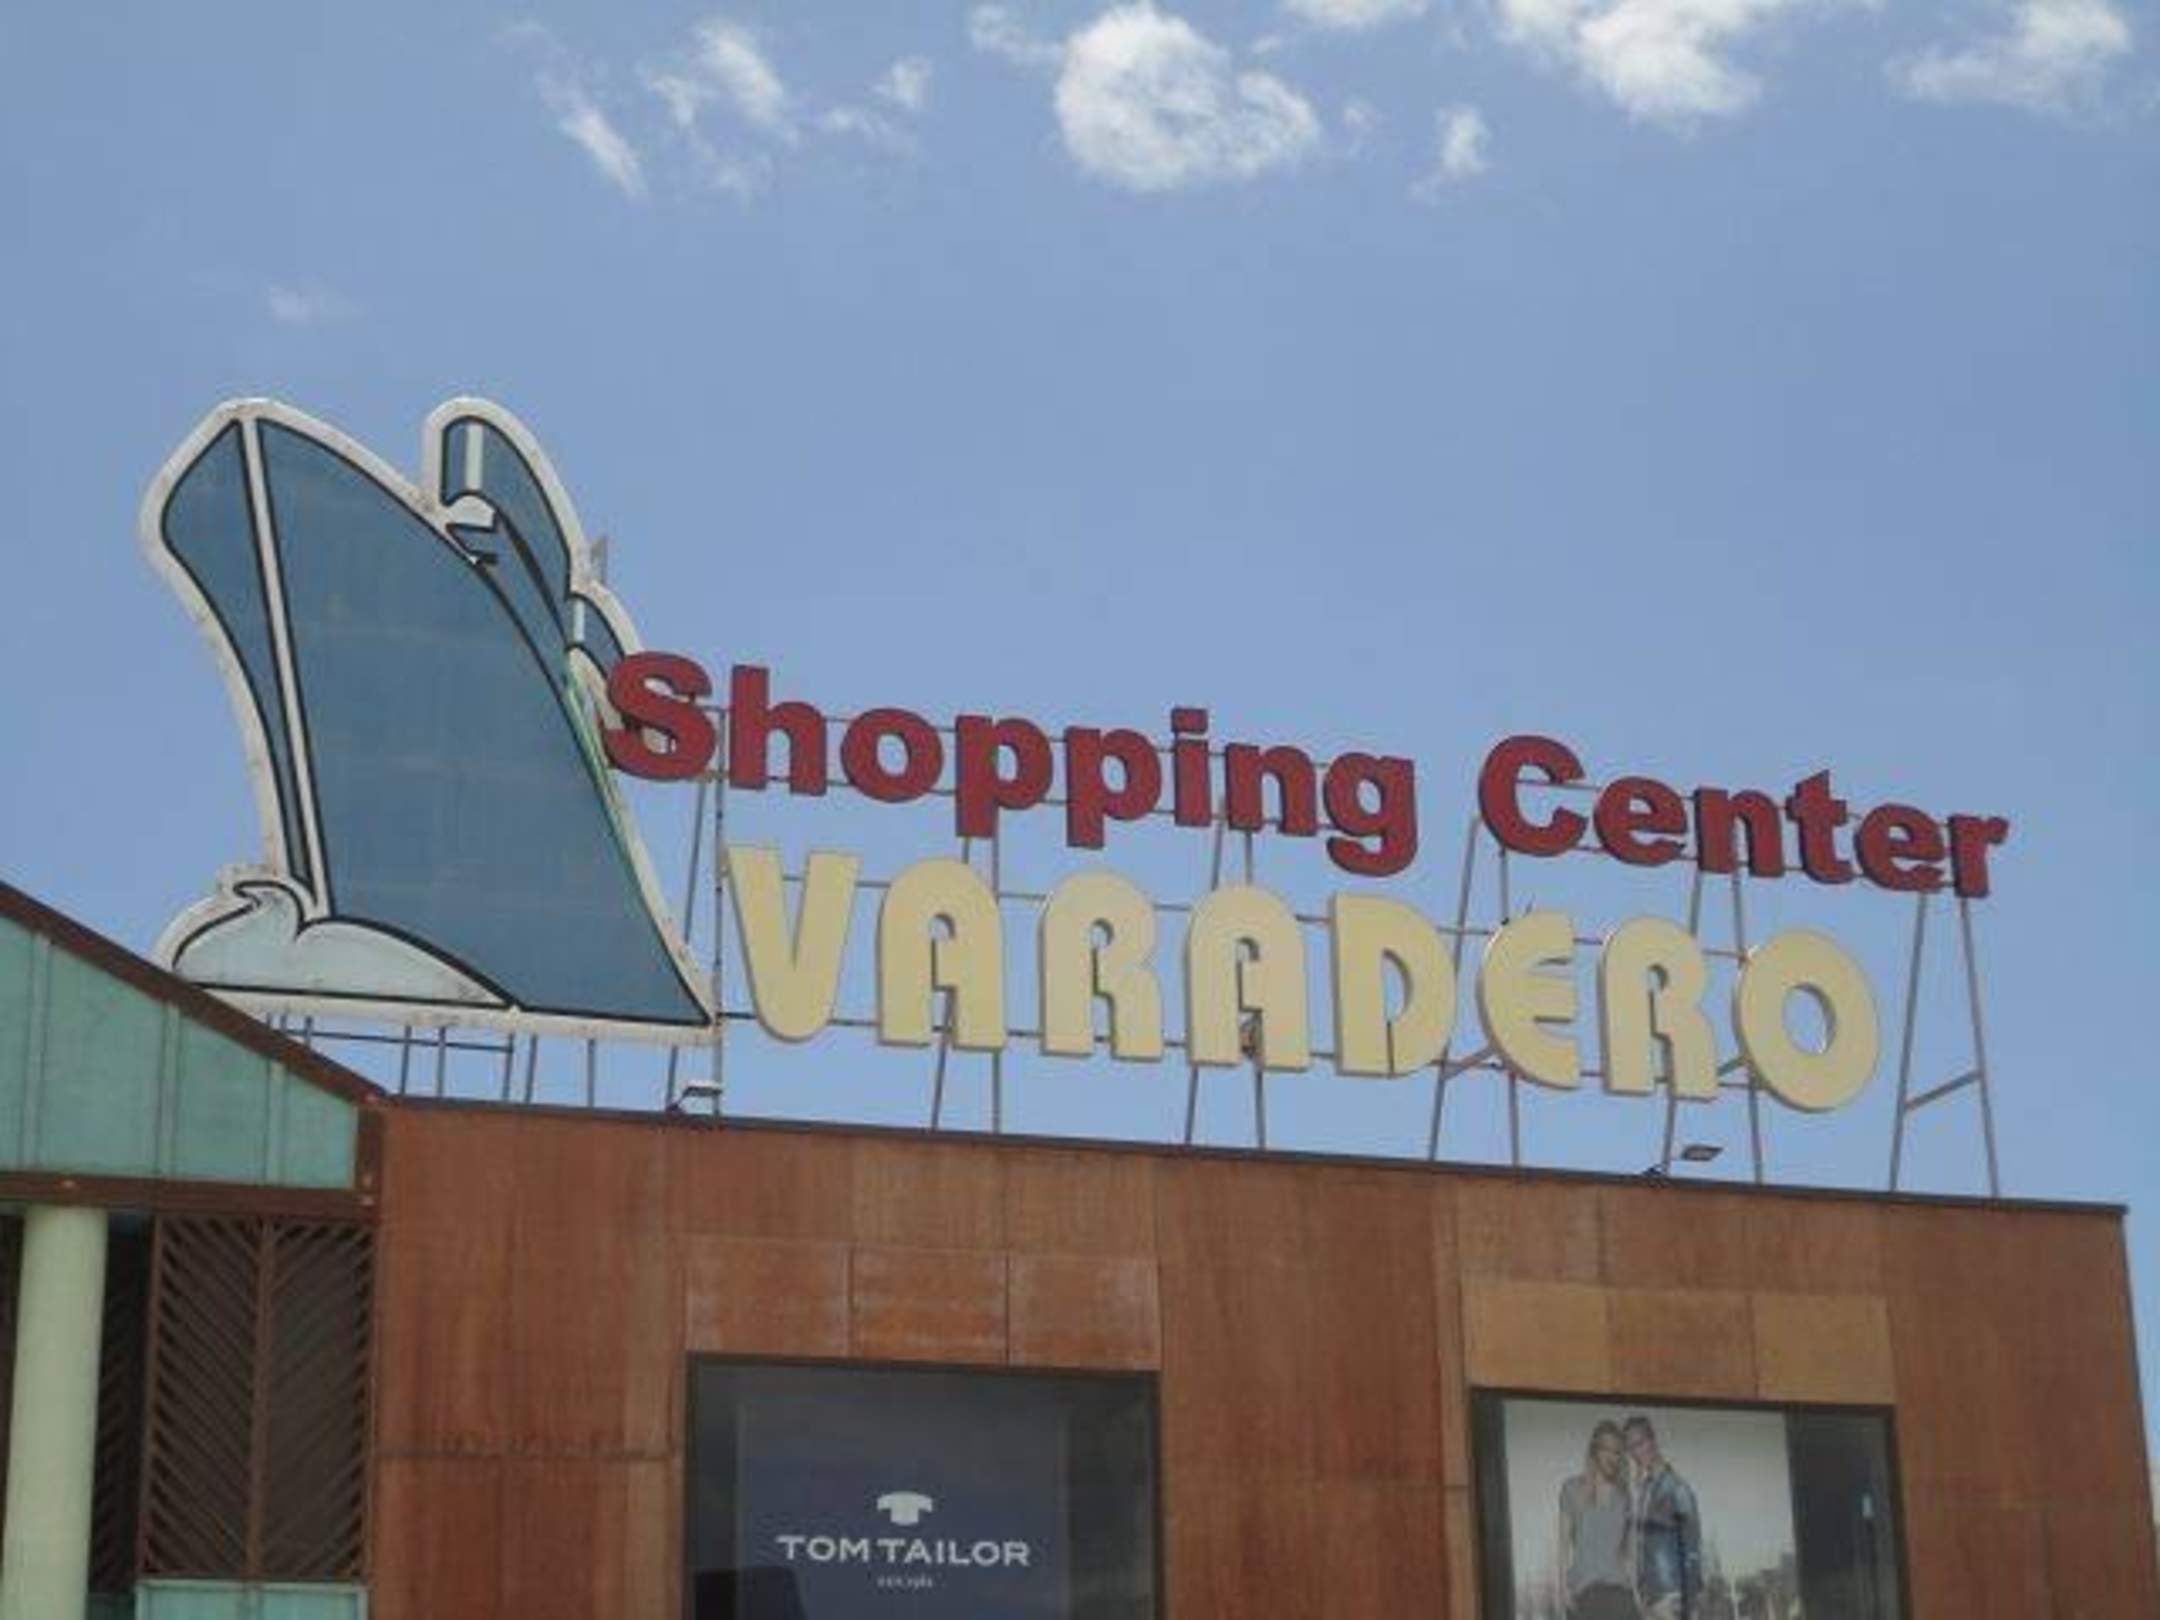 Shopping Center
VARADERO
TOM TAILOR